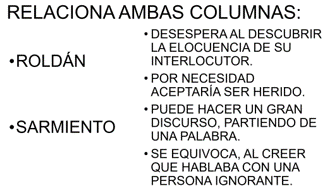 RELACIONA AMBAS COLUMNAS:
•ROLDÁN
•SARMIENTO
• DESESPERA AL DESCUBRIR
LA ELOCUENCIA DE SU
INTERLOCUTOR.
• POR NECESIDAD
ACEPTARÍA SER HERIDO.
• PUEDE HACER UN GRAN
DISCURSO, PARTIENDO DE
UNA PALABRA.
• SE EQUIVOCA, AL CREER
QUE HABLABA CON UNA
PERSONA IGNORANTE.